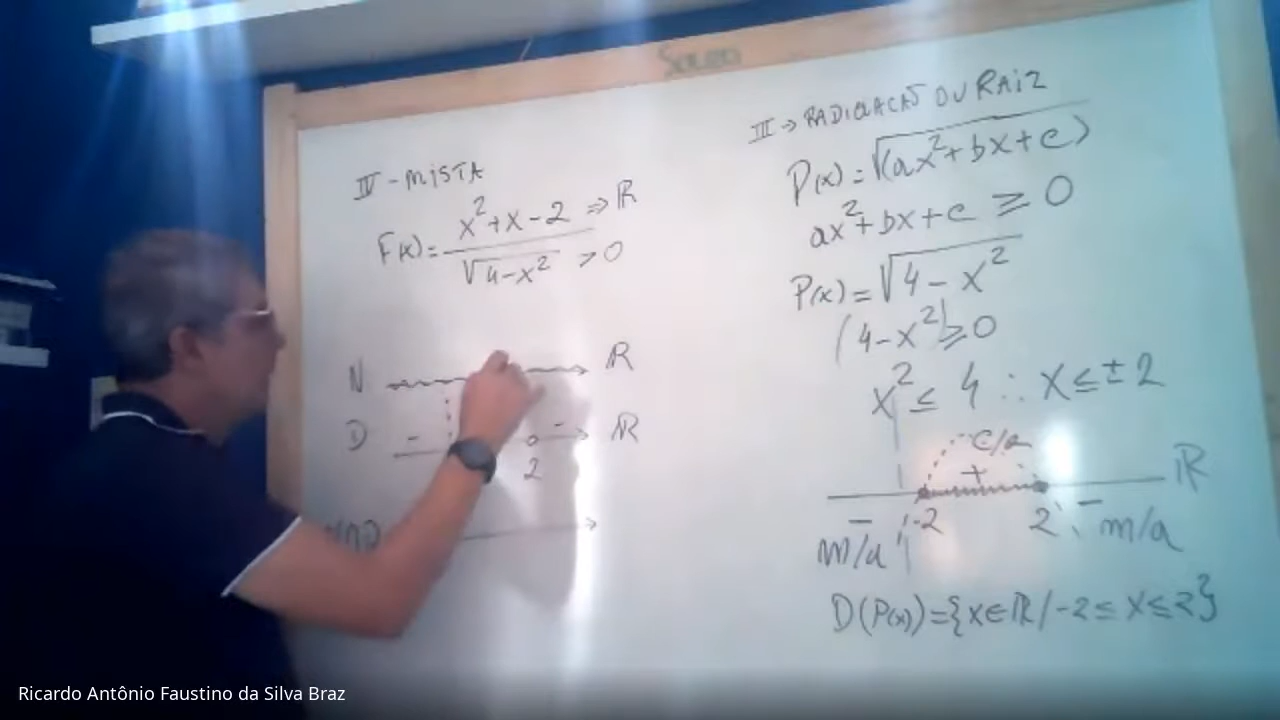 IV - MISTA
F(x) = x²+x-2 / √4-x² ⇒ ℝ > 0
N ℝ
D - - ℝ
2
N∩D
III → RADICIAÇÃO OU RAIZ
P(x) = √(ax²+bx+c)
ax²+bx+c ≥ 0
P(x) = √4-x²
(4-x²) ≥ 0
x² ≤ 4 ∴ x ≤ ±2
c/a
+ ℝ
- -2 2 -
m/a m/a
D(P(x)) = {x∈ℝ/-2 ≤ x ≤ 2}
Ricardo Antônio Faustino da Silva Braz